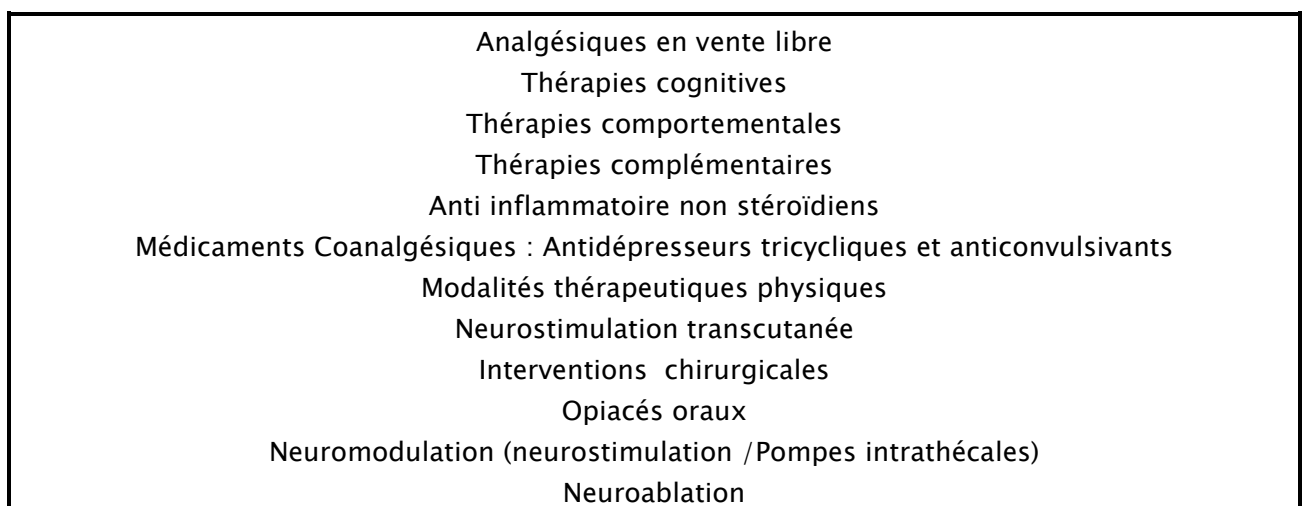 Analgésiques en vente libre
Thérapies cognitives
Thérapies comportementales
Thérapies complémentaires
Anti inflammatoire non stéroïdiens
Médicaments Coanalgésiques : Antidépresseurs tricycliques et anticonvulsivants
Modalités thérapeutiques physiques
Neurostimulation transcutanée
Interventions  chirurgicales
Opiacés oraux
Neuromodulation (neurostimulation /Pompes intrathécales)
Neuroablation